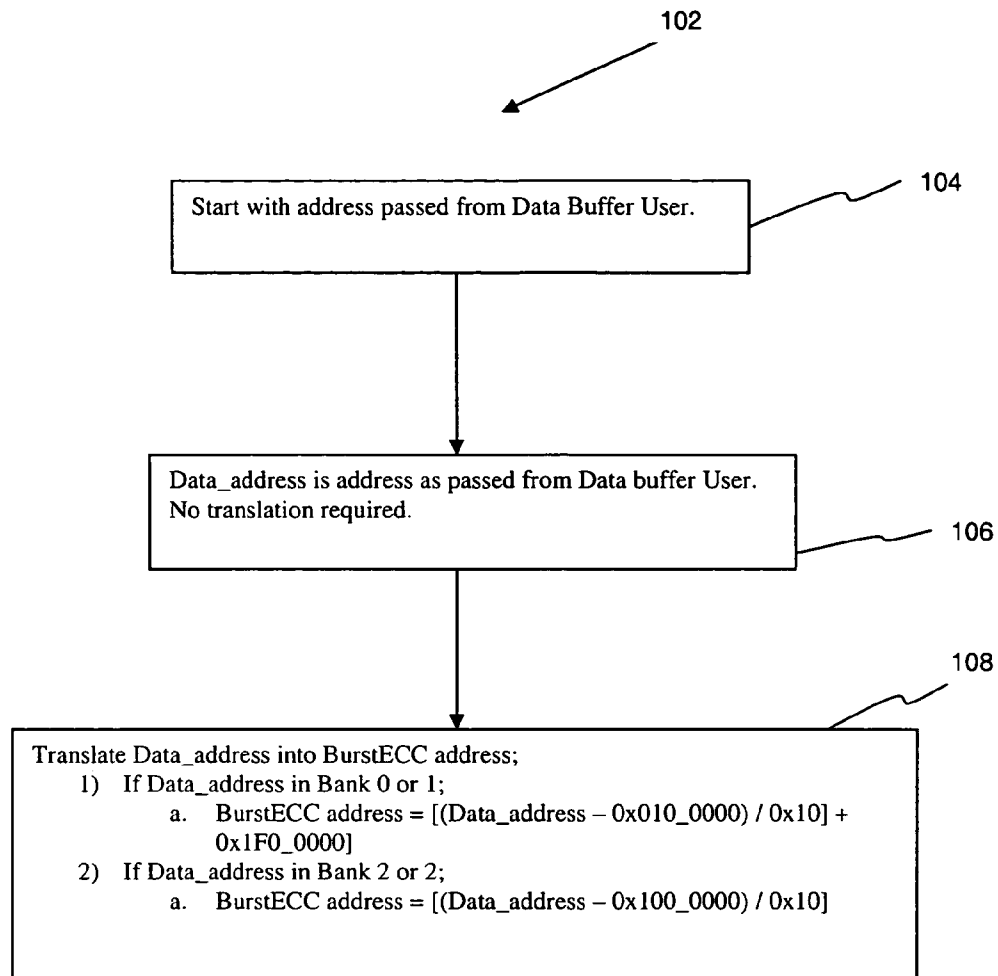 102
Start with address passed from Data Buffer User.
104
Data_address is address as passed from Data buffer User.
No translation required.
106
108
Translate Data_address into BurstECC address;
1) If Data_address in Bank 0 or 1;
a. BurstECC address = [(Data_address – 0x010_0000) / 0x10] +
0x1F0_0000]
2) If Data_address in Bank 2 or 2;
a. BurstECC address = [(Data_address – 0x100_0000) / 0x10]